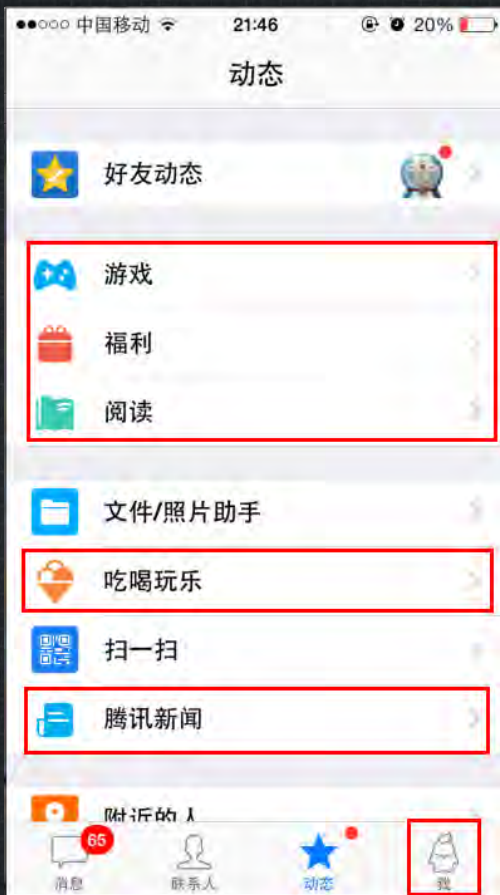 中国移动 21:46 20%
动态
好友动态
游戏
福利
阅读
文件/照片助手
吃喝玩乐
扫一扫
腾讯新闻
附近的人
65
消息 联系人 动态 我